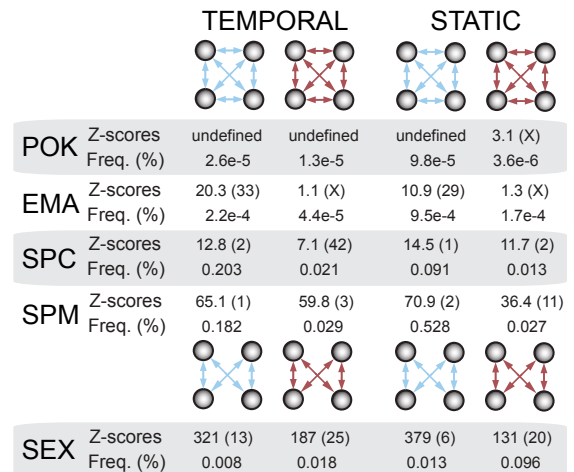 TEMPORAL STATIC
POK Z-scores undefined undefined undefined 3.1 (X)
Freq. (%) 2.6e-5 1.3e-5 9.8e-5 3.6e-6
EMA Z-scores 20.3 (33) 1.1 (X) 10.9 (29) 1.3 (X)
Freq. (%) 2.2e-4 4.4e-5 9.5e-4 1.7e-4
SPC Z-scores 12.8 (2) 7.1 (42) 14.5 (1) 11.7 (2)
Freq. (%) 0.203 0.021 0.091 0.013
SPM Z-scores 65.1 (1) 59.8 (3) 70.9 (2) 36.4 (11)
Freq. (%) 0.182 0.029 0.528 0.027
SEX Z-scores 321 (13) 187 (25) 379 (6) 131 (20)
Freq. (%) 0.008 0.018 0.013 0.096